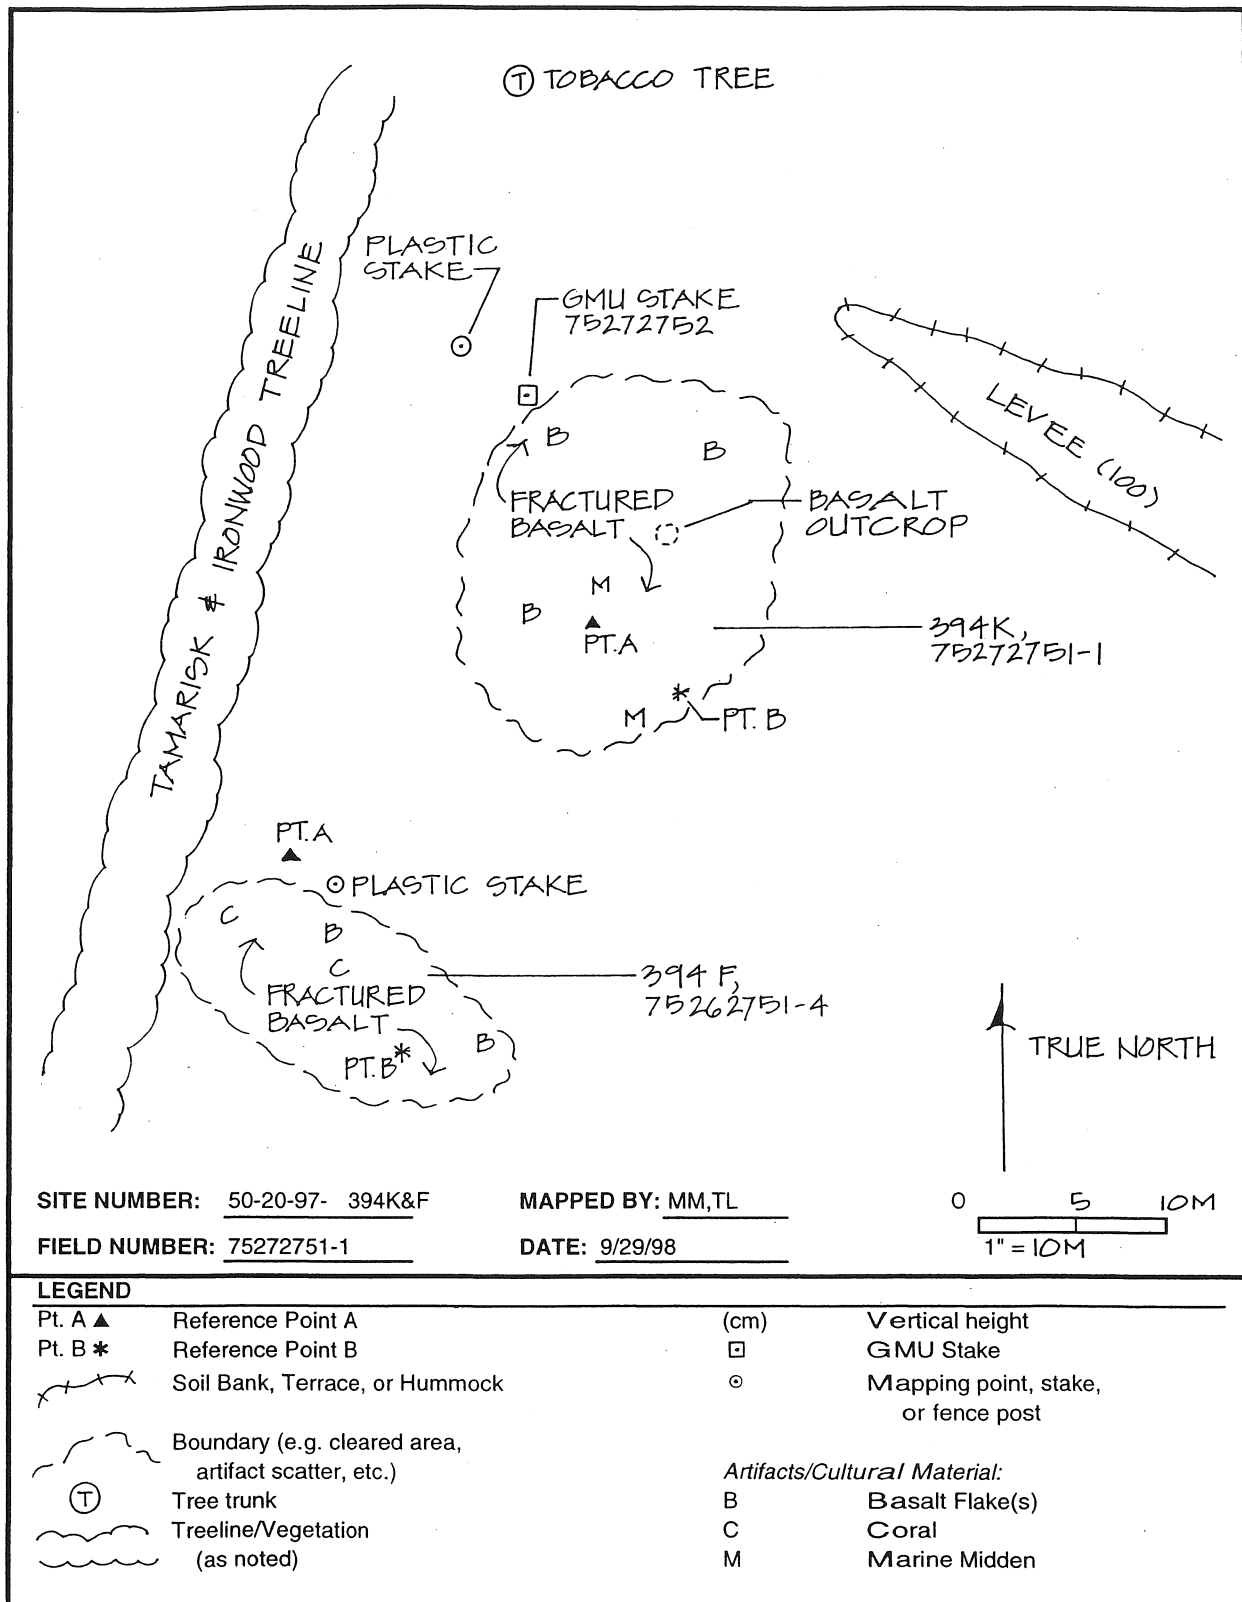 Ⓣ TOBACCO TREE
PLASTIC
STAKE
GMU STAKE
75272752
TAMARISK & IRONWOOD TREELINE
LEVEE (100)
B
B
FRACTURED
BASALT
BASALT
OUTCROP
M
B
PT.A
394K,
75272751-1
M
PT. B
PT.A
PLASTIC STAKE
C
B
C
394 F,
75262751-4
FRACTURED
BASALT
B
PT.B
TRUE NORTH
SITE NUMBER: 50-20-97- 394K&F
MAPPED BY: MM,TL
0 5 10M
FIELD NUMBER: 75272751-1
DATE: 9/29/98
1" = 10M
LEGEND
Pt. A ▲ Reference Point A
Pt. B * Reference Point B
Soil Bank, Terrace, or Hummock
Boundary (e.g. cleared area,
artifact scatter, etc.)
Ⓣ Tree trunk
Treeline/Vegetation
(as noted)
(cm) Vertical height
GMU Stake
Mapping point, stake,
or fence post
Artifacts/Cultural Material:
B Basalt Flake(s)
C Coral
M Marine Midden